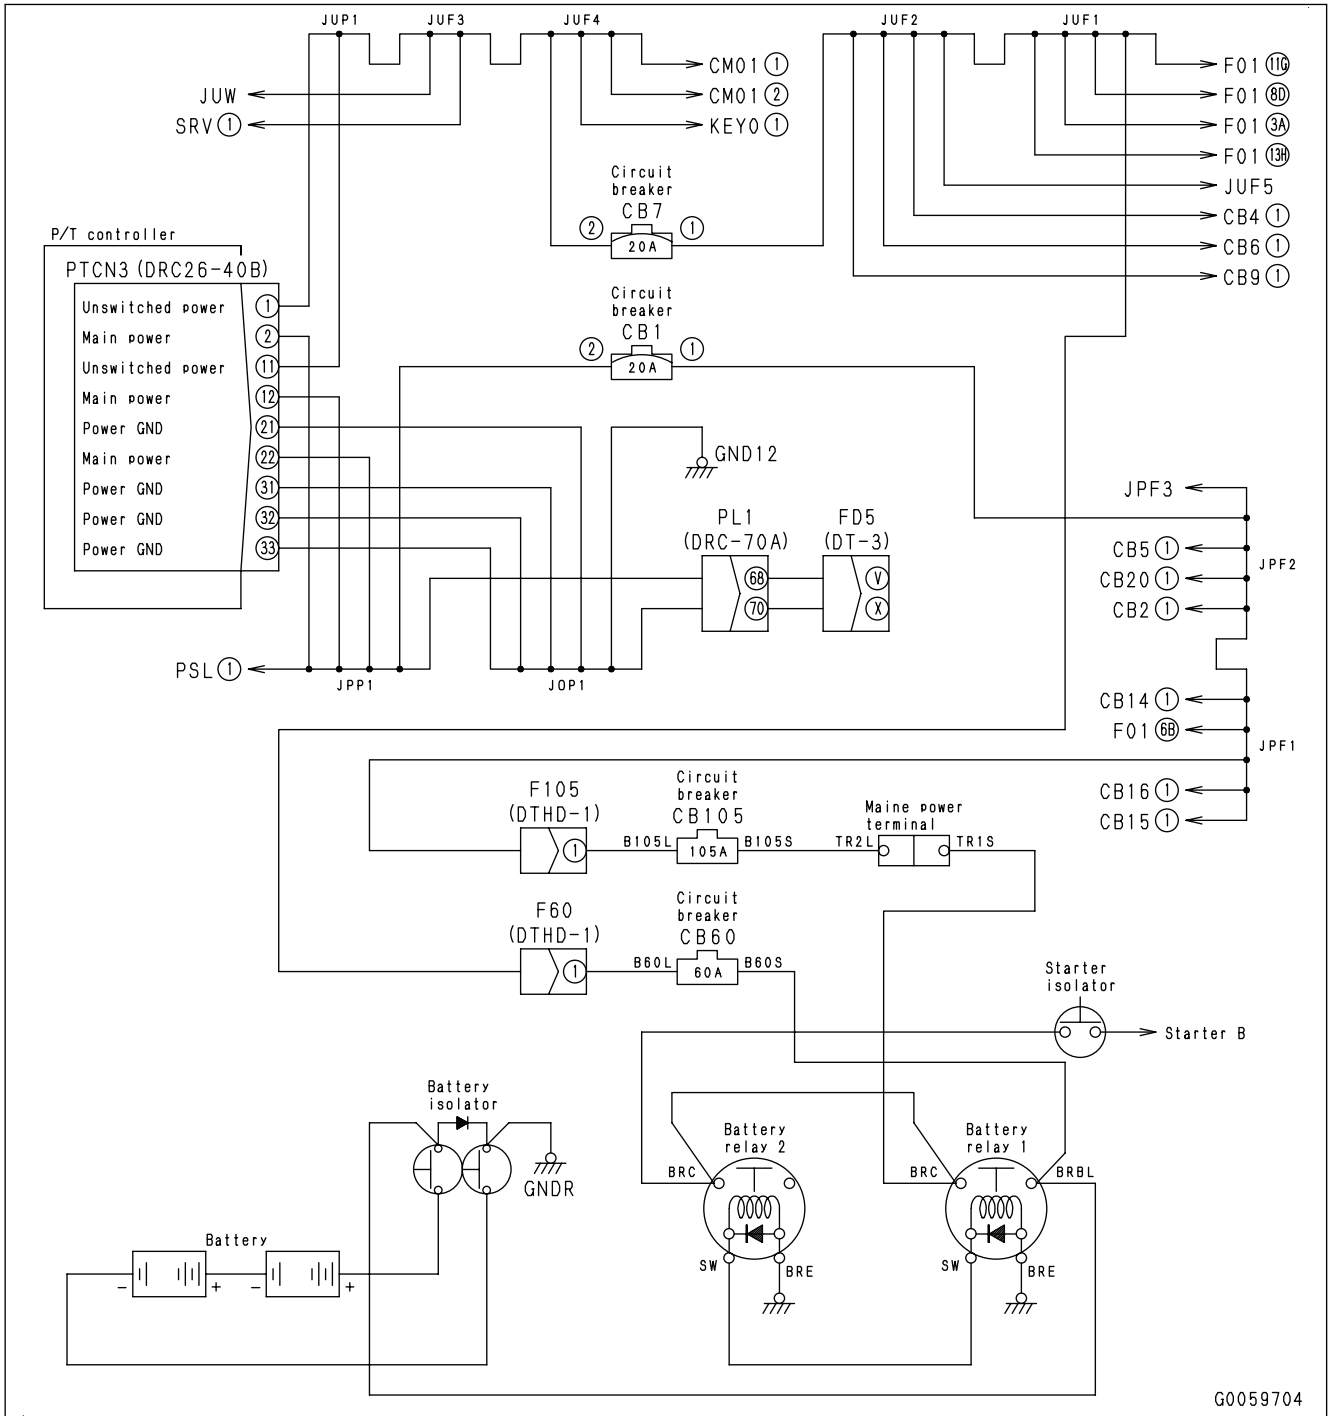 JUP1 JUF3 JUF4 JUF2 JUF1
CM01 1
F01 11G
JUW
CM01 2
F01 8D
SRV 1
KEY0 1
F01 3A
F01 13H
JUF5
Circuit
breaker
CB7
2 1
20A
CB4 1
CB6 1
CB9 1
P/T controller
PTCN3 (DRC26-40B)
Unswitched power 1
Main power 2
Unswitched power 11
Main power 12
Power GND 21
Main power 22
Power GND 31
Power GND 32
Power GND 33
Circuit
breaker
CB1
2 1
20A
GND12
JPF3
PL1
(DRC-70A)
68
70
FD5
(DT-3)
V
X
CB5 1
JPF2
CB20 1
CB2 1
PSL 1
JPP1
JOP1
CB14 1
F01 6B
JPF1
CB16 1
CB15 1
F105
(DTHD-1)
1
Circuit
breaker
CB105
B105L 105A B105S
Maine power
terminal
TR2L TR1S
F60
(DTHD-1)
1
Circuit
breaker
CB60
B60L 60A B60S
Starter
isolator
Starter B
Battery
isolator
GNDR
Battery
relay 2
BRC
SW
BRE
Battery
relay 1
BRC
BRBL
SW
BRE
Battery
- + - +
G0059704